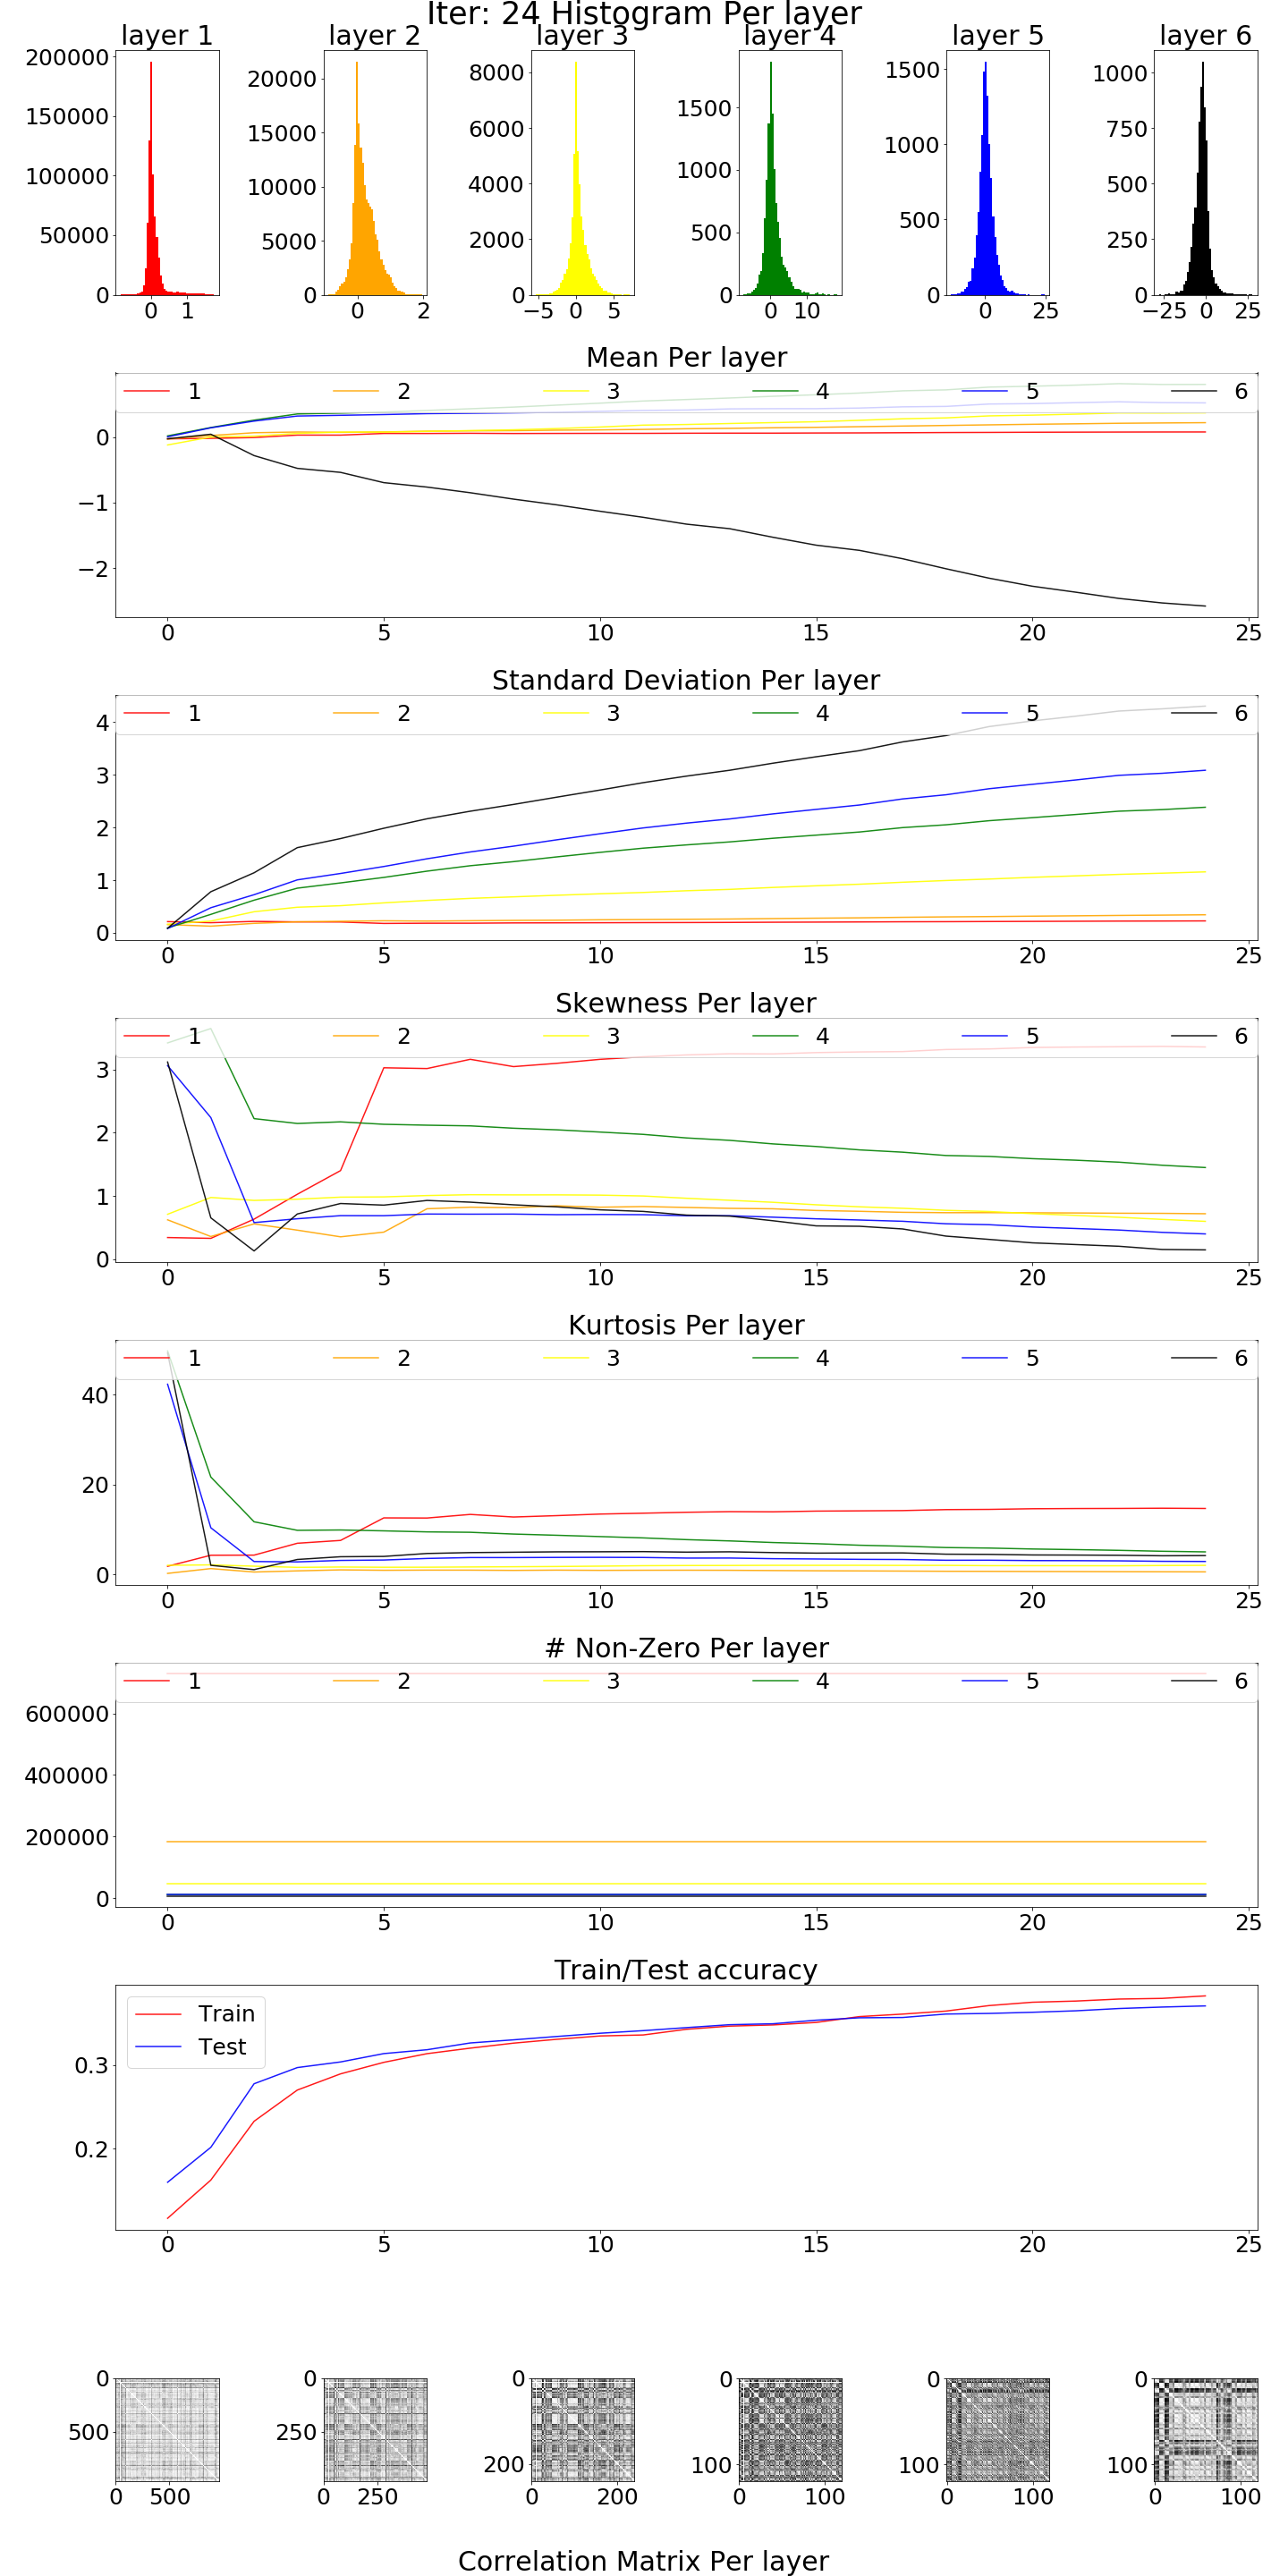 Iter: 24 Histogram Per layer
layer 1 layer 2 layer 3 layer 4 layer 5 layer 6
200000
150000
100000
50000
0
0 1
20000
15000
10000
5000
0
0 2
8000
6000
4000
2000
0
−5 0 5
1500
1000
500
0
0 10
1500
1000
500
0
0 25
1000
750
500
250
0
−25 0 25
Mean Per layer
1 2 3 4 5 6
0
−1
−2
0 5 10 15 20 25
Standard Deviation Per layer
1 2 3 4 5 6
4
3
2
1
0
0 5 10 15 20 25
Skewness Per layer
1 2 3 4 5 6
3
2
1
0
0 5 10 15 20 25
Kurtosis Per layer
1 2 3 4 5 6
40
20
0
0 5 10 15 20 25
# Non-Zero Per layer
1 2 3 4 5 6
600000
400000
200000
0
0 5 10 15 20 25
Train/Test accuracy
Train
Test
0.3
0.2
0 5 10 15 20 25
0
500
0 500
0
250
0 250
0
200
0 200
0
100
0 100
0
100
0 100
0
100
0 100
Correlation Matrix Per layer